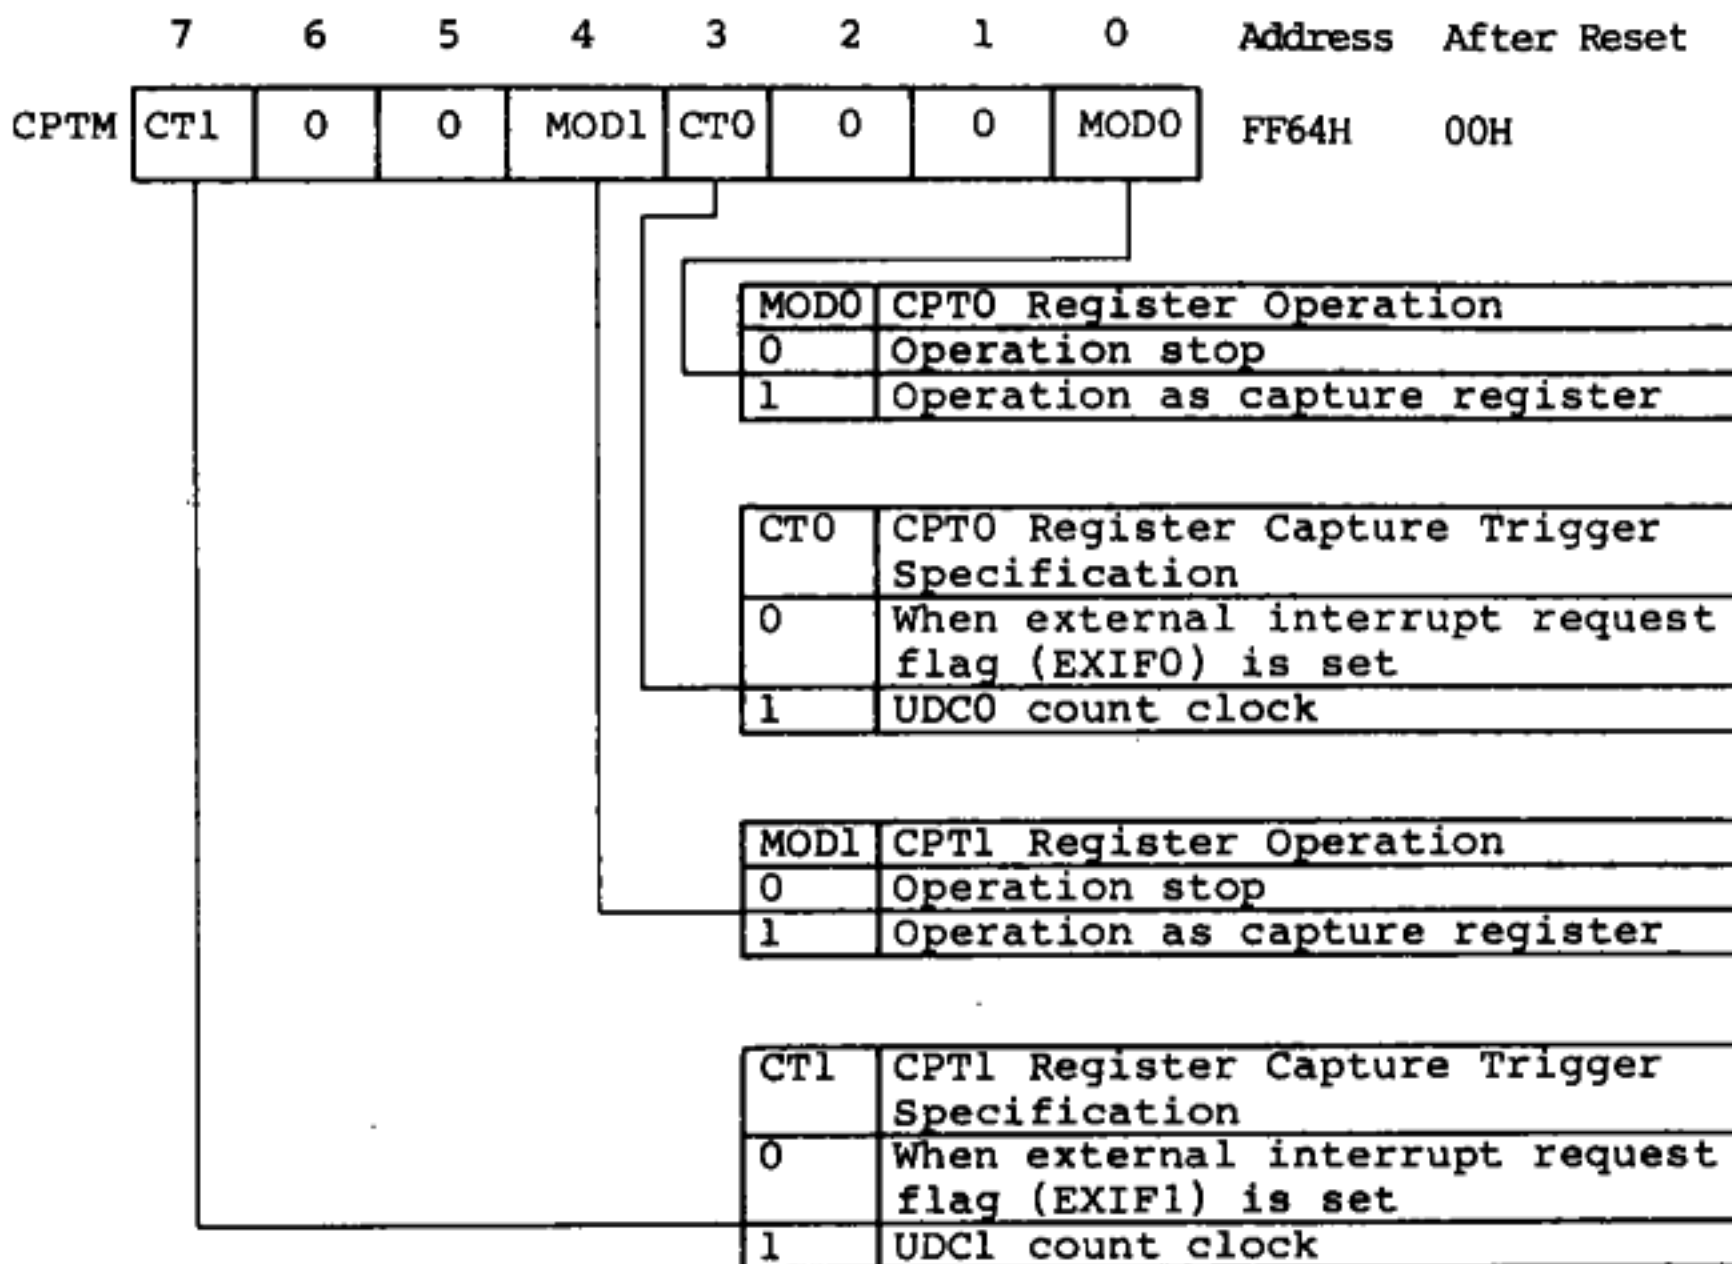 7 6 5 4 3 2 1 0 Address After Reset
CPTM CT1 0 0 MOD1 CT0 0 0 MOD0 FF64H 00H
MOD0 CPT0 Register Operation
0 Operation stop
1 Operation as capture register
CT0 CPT0 Register Capture Trigger
Specification
0 When external interrupt request
flag (EXIF0) is set
1 UDC0 count clock
MOD1 CPT1 Register Operation
0 Operation stop
1 Operation as capture register
CT1 CPT1 Register Capture Trigger
Specification
0 When external interrupt request
flag (EXIF1) is set
1 UDC1 count clock